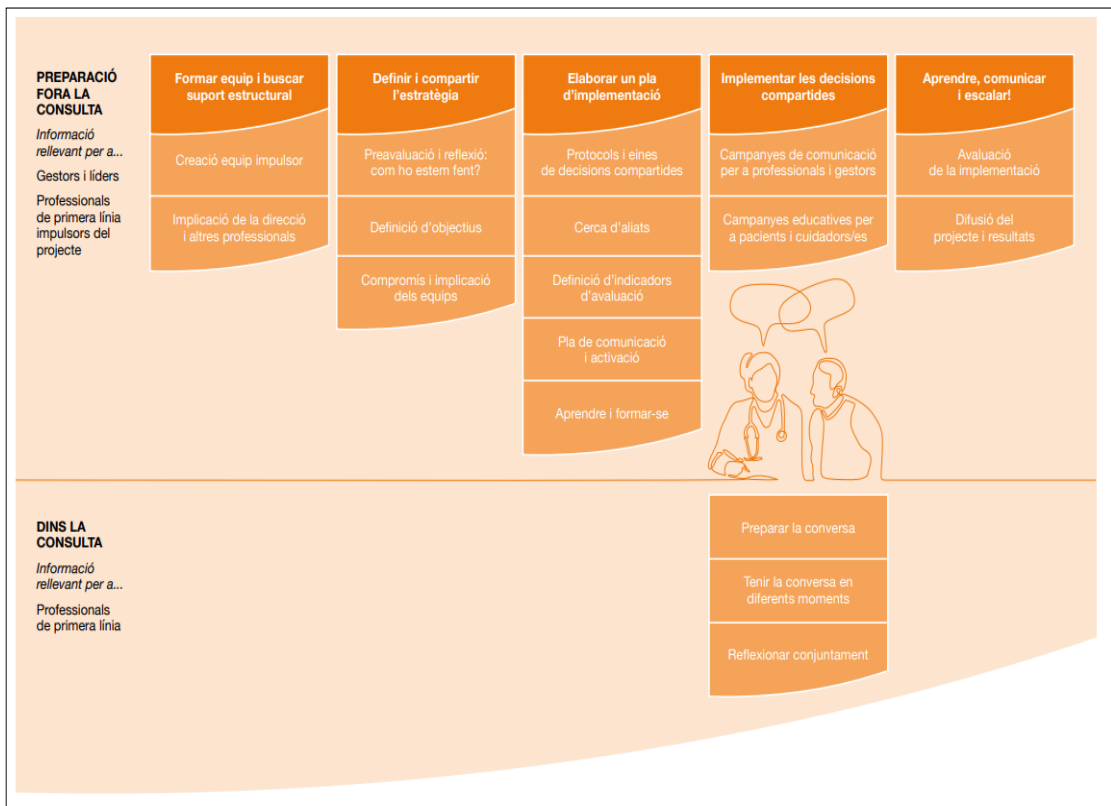 PREPARACIÓ
FORA LA
CONSULTA
Informació
rellevant per a...
Gestors i líders
Professionals
de primera línia
impulsors del
projecte
Formar equip i buscar
suport estructural
Creació equip impulsor
Implicació de la direcció
i altres professionals
Definir i compartir
l'estratègia
Preavaluació i reflexió:
com ho estem fent?
Definició d'objectius
Compromís i implicació
dels equips
Elaborar un pla
d'implementació
Protocols i eines
de decisions compartides
Cerca d'aliats
Definició d'indicadors
d'avaluació
Pla de comunicació
i activació
Aprendre i formar-se
Implementar les decisions
compartides
Campanyes de comunicació
per a professionals i gestors
Campanyes educatives per
a pacients i cuidadors/es
Aprendre, comunicar
i escalar!
Avaluació
de la implementació
Difusió del
projecte i resultats
DINS LA
CONSULTA
Informació
rellevant per a...
Professionals
de primera línia
Preparar la conversa
Tenir la conversa en
diferents moments
Reflexionar conjuntament